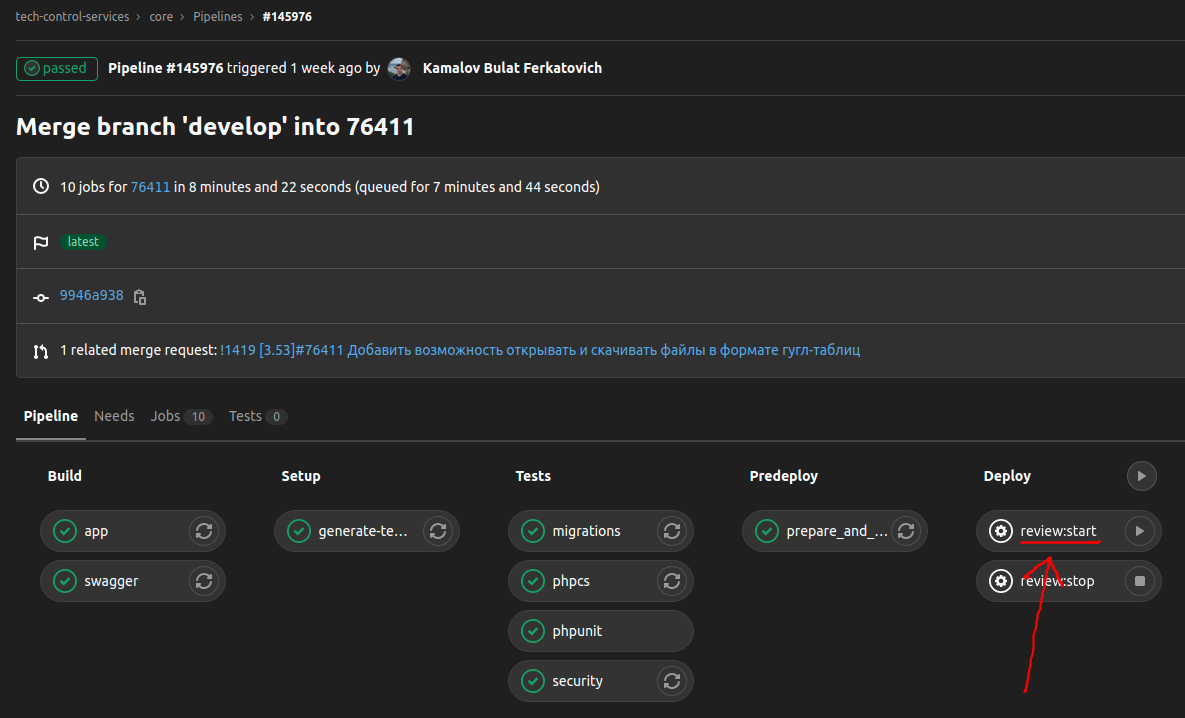 tech-control-services › core › Pipelines › #145976
passed Pipeline #145976 triggered 1 week ago by Kamalov Bulat Ferkatovich
Merge branch 'develop' into 76411
10 jobs for 76411 in 8 minutes and 22 seconds (queued for 7 minutes and 44 seconds)
latest
9946a938
1 related merge request: !1419 [3.53]#76411 Добавить возможность открывать и скачивать файлы в формате гугл-таблиц
Pipeline Needs Jobs 10 Tests 0
Build Setup Tests Predeploy Deploy
app generate-te... migrations prepare_and_... review:start
swagger phpcs review:stop
phpunit
security